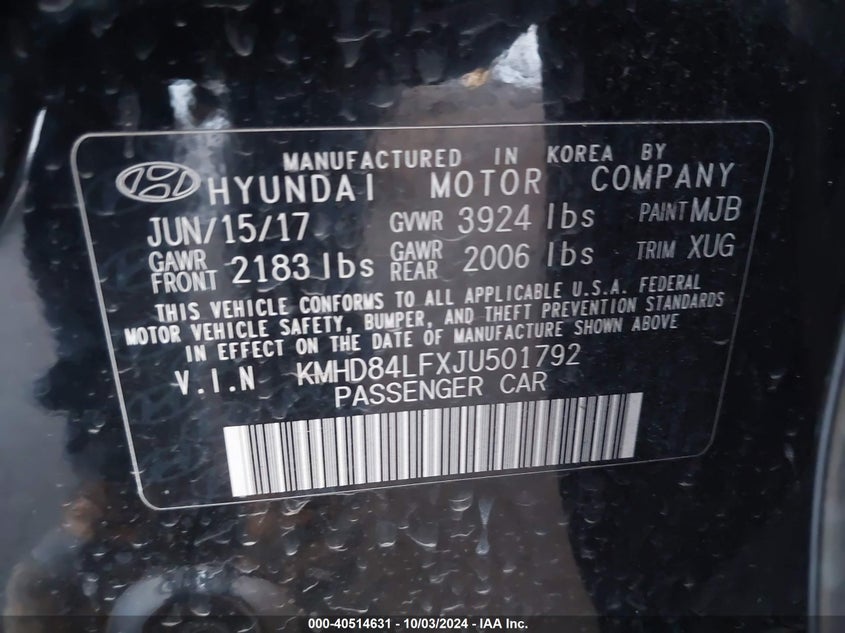 MANUFACTURED IN KOREA BY
HYUNDAI MOTOR COMPANY
JUN/15/17 GVWR 3924 lbs PAINT MJB
GAWR FRONT 2183 lbs GAWR REAR 2006 lbs TRIM XUG
THIS VEHICLE CONFORMS TO ALL APPLICABLE U.S.A. FEDERAL
MOTOR VEHICLE SAFETY, BUMPER, AND THEFT PREVENTION STANDARDS
IN EFFECT ON THE DATE OF MANUFACTURE SHOWN ABOVE
V.I.N KMHD84LFXJU501792
PASSENGER CAR
000-40514631 - 10/03/2024 - IAA Inc.